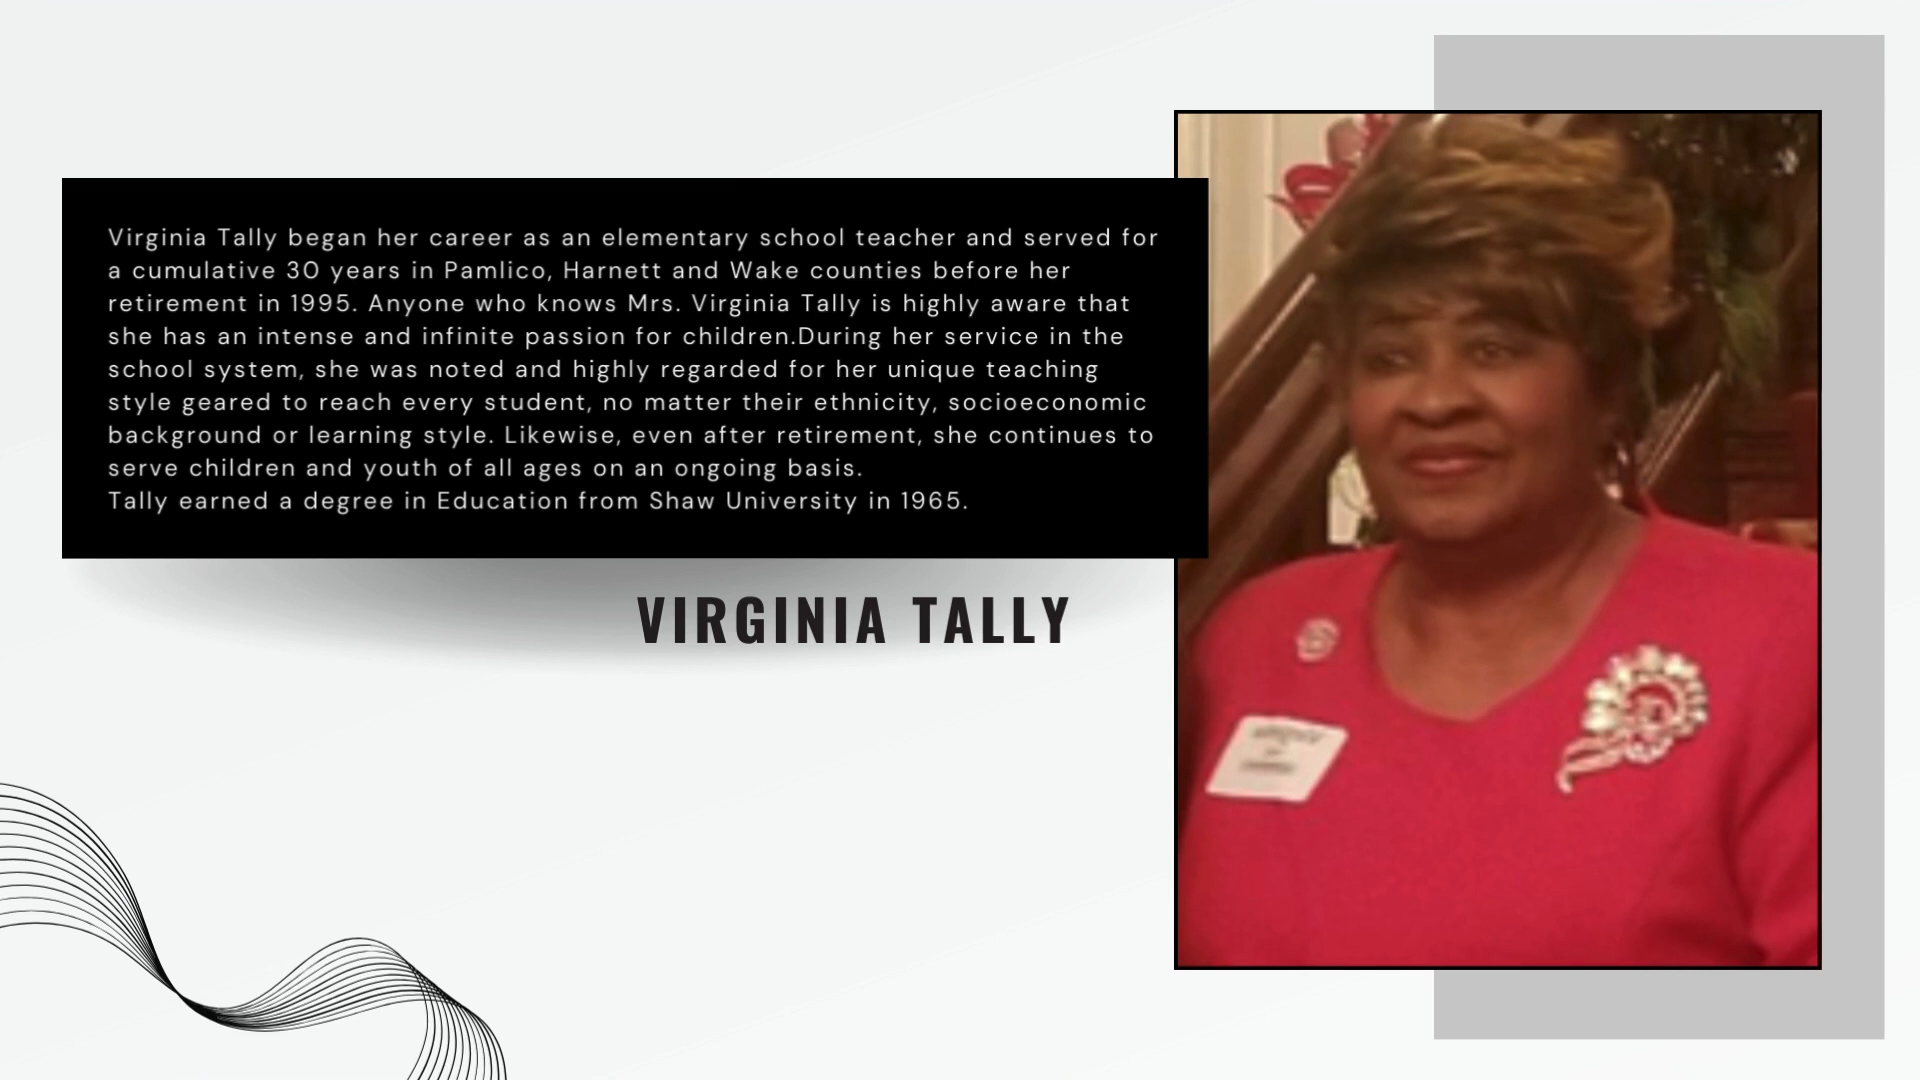 Virginia Tally began her career as an elementary school teacher and served for
a cumulative 30 years in Pamlico, Harnett and Wake counties before her
retirement in 1995. Anyone who knows Mrs. Virginia Tally is highly aware that
she has an intense and infinite passion for children.During her service in the
school system, she was noted and highly regarded for her unique teaching
style geared to reach every student, no matter their ethnicity, socioeconomic
background or learning style. Likewise, even after retirement, she continues to
serve children and youth of all ages on an ongoing basis.
Tally earned a degree in Education from Shaw University in 1965.
VIRGINIA TALLY